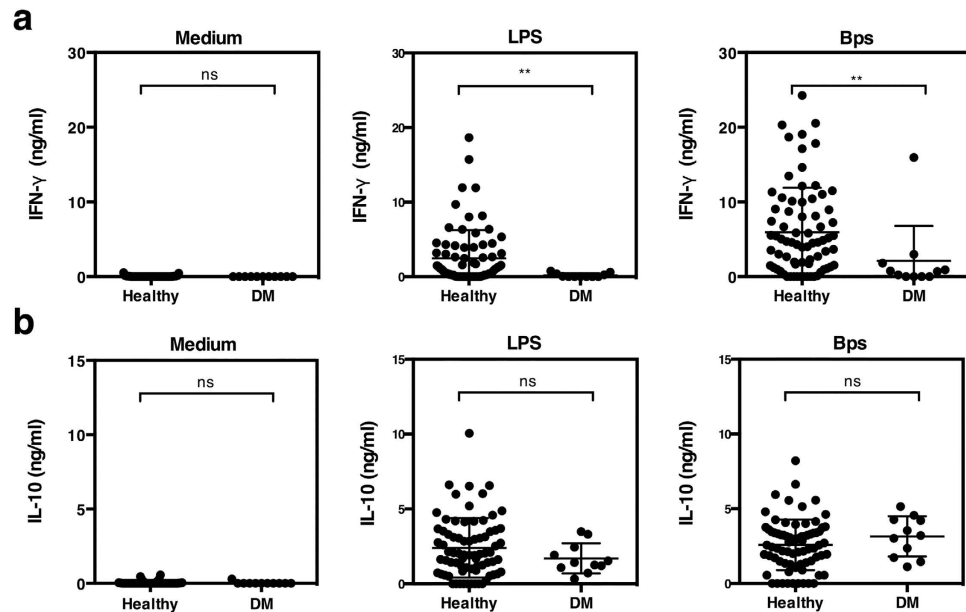 a
Medium
LPS
Bps
IFN-γ (ng/ml)
30
20
10
0
ns
Healthy
DM
IFN-γ (ng/ml)
30
20
10
0
**
Healthy
DM
IFN-γ (ng/ml)
30
20
10
0
**
Healthy
DM
b
Medium
LPS
Bps
IL-10 (ng/ml)
15
10
5
0
ns
Healthy
DM
IL-10 (ng/ml)
15
10
5
0
ns
Healthy
DM
IL-10 (ng/ml)
15
10
5
0
ns
Healthy
DM